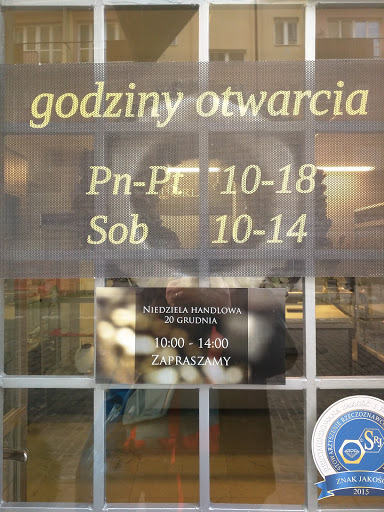 godziny otwarcia
Pn-Pt 10-18
Sob 10-14
Niedziela handlowa
20 grudnia
10:00 - 14:00
Zapraszamy
SRJ
ZNAK JAKOŚCI
2015